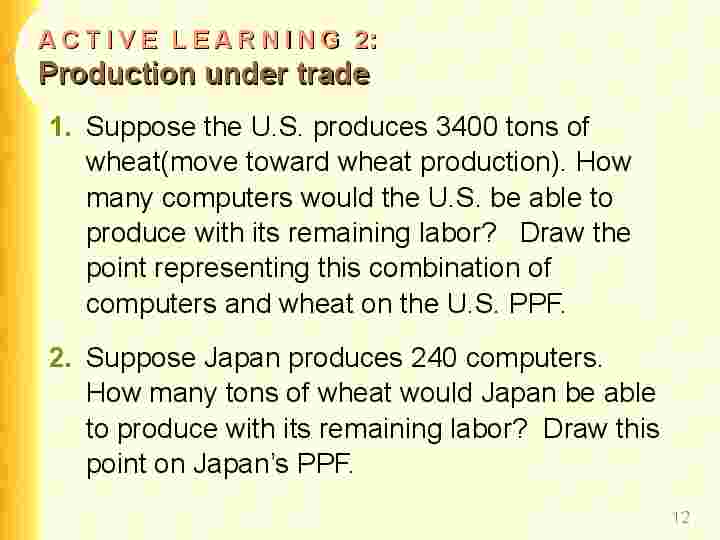 ACTIVE LEARNING 2:
Production under trade
1. Suppose the U.S. produces 3400 tons of
wheat(move toward wheat production). How
many computers would the U.S. be able to
produce with its remaining labor? Draw the
point representing this combination of
computers and wheat on the U.S. PPF.
2. Suppose Japan produces 240 computers.
How many tons of wheat would Japan be able
to produce with its remaining labor? Draw this
point on Japan’s PPF.
12